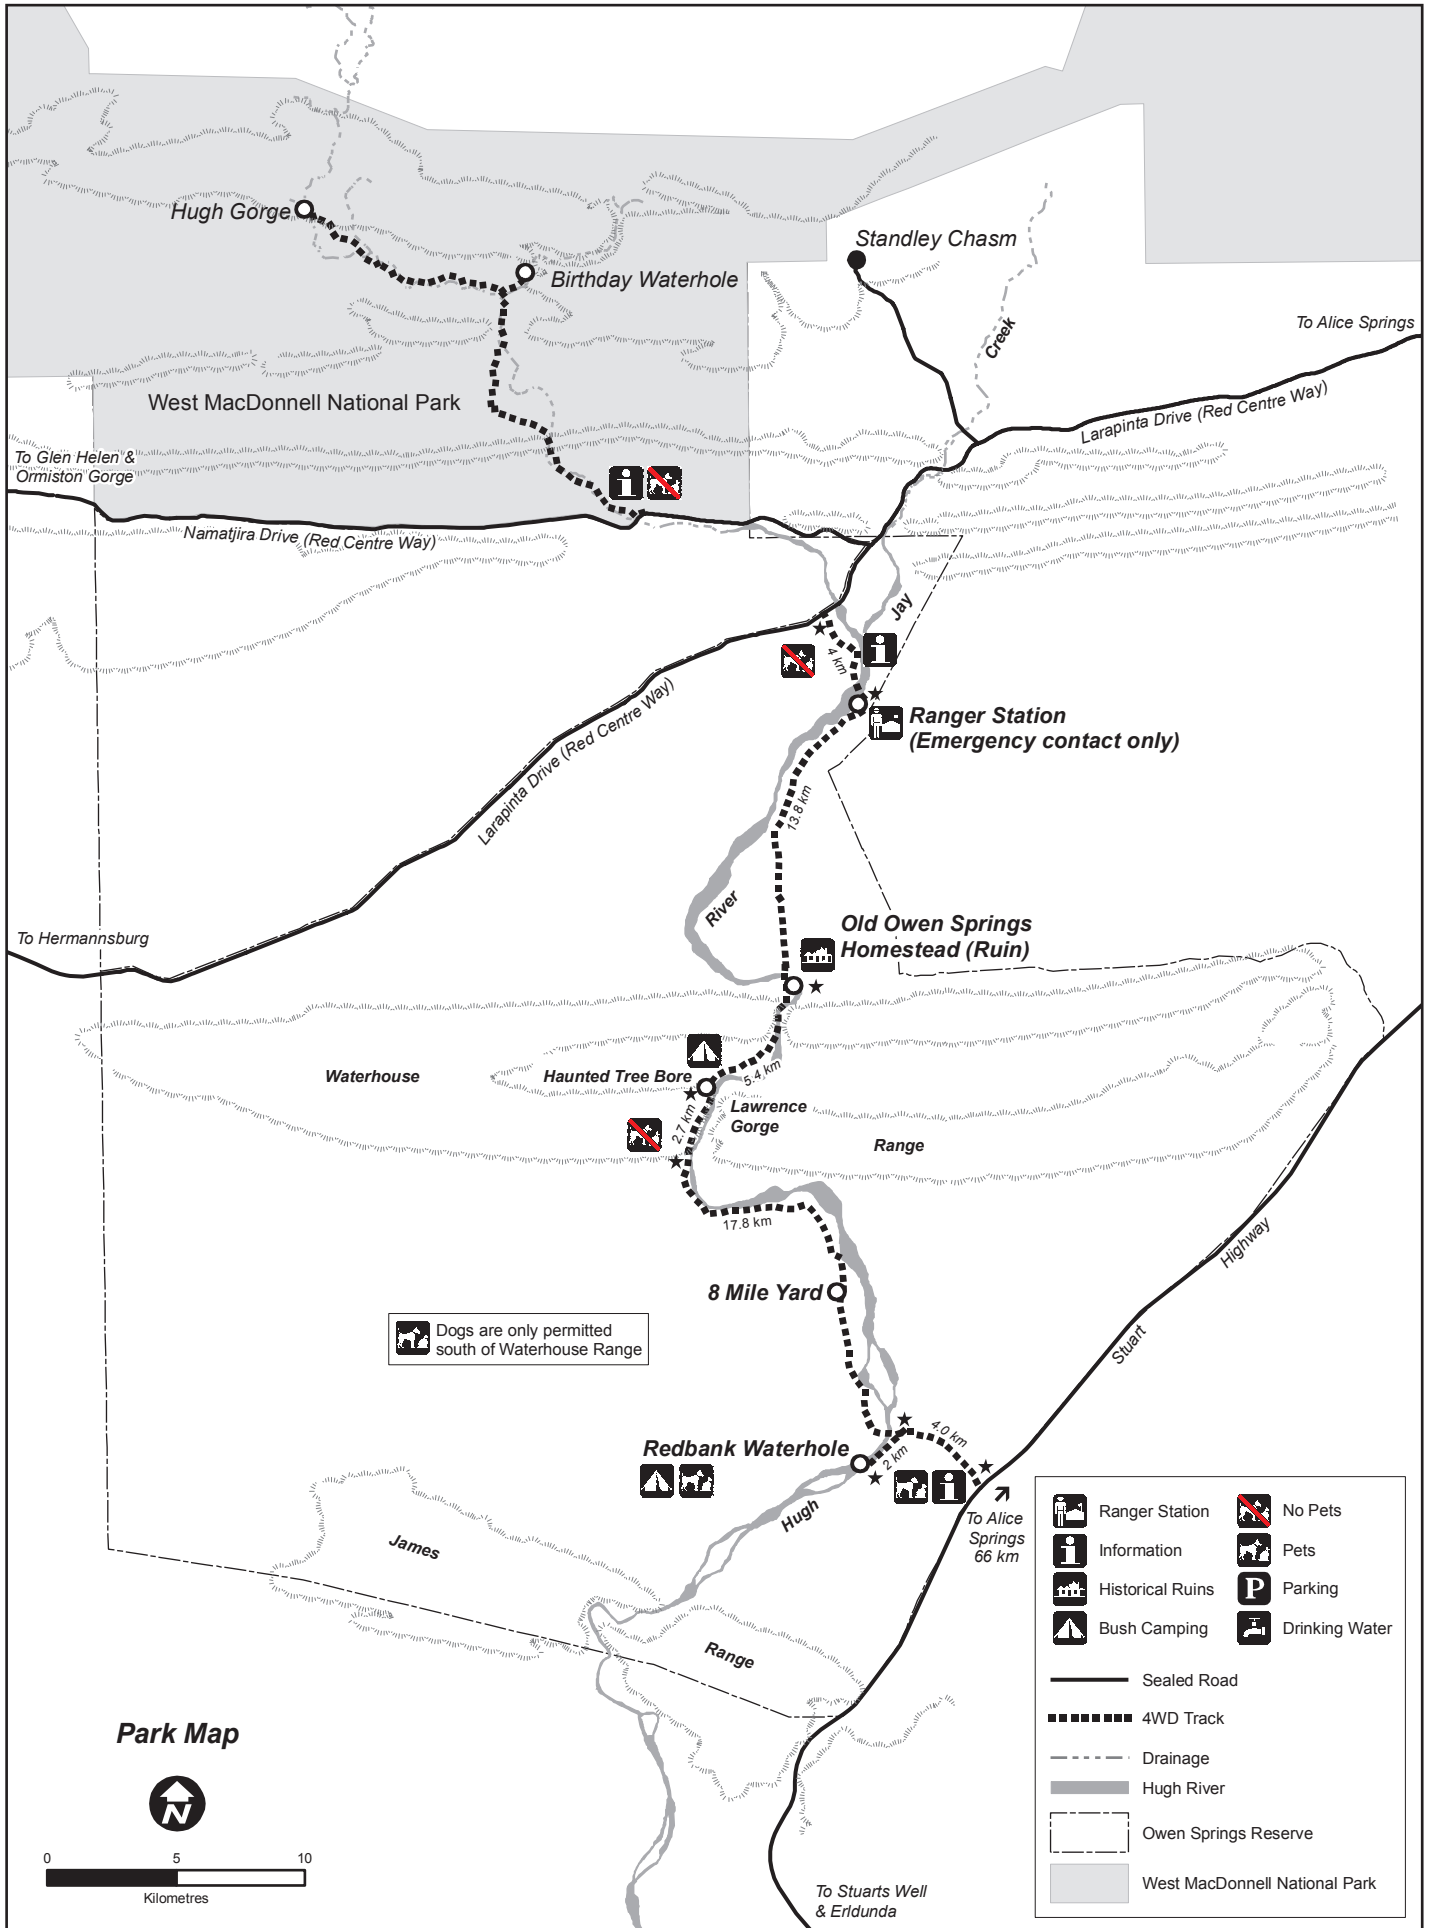 Hugh Gorge
Birthday Waterhole
Standley Chasm
Creek
To Alice Springs
Larapinta Drive (Red Centre Way)
West MacDonnell National Park
To Glen Helen &
Ormiston Gorge
Namatjira Drive (Red Centre Way)
Jay
4 km
Ranger Station
(Emergency contact only)
Larapinta Drive (Red Centre Way)
13.8 km
River
Old Owen Springs
Homestead (Ruin)
To Hermannsburg
Waterhouse
Haunted Tree Bore
5.4 km
2.7 km
Lawrence
Gorge
Range
17.8 km
Highway
8 Mile Yard
Dogs are only permitted
south of Waterhouse Range
Stuart
Redbank Waterhole
4.0 km
2 km
Hugh
To Alice
Springs
66 km
James
Range
Ranger Station
No Pets
Information
Pets
Historical Ruins
P
Parking
Bush Camping
Drinking Water
Sealed Road
4WD Track
Drainage
Hugh River
Owen Springs Reserve
West MacDonnell National Park
Park Map
N
0 5 10
Kilometres
To Stuarts Well
& Erldunda